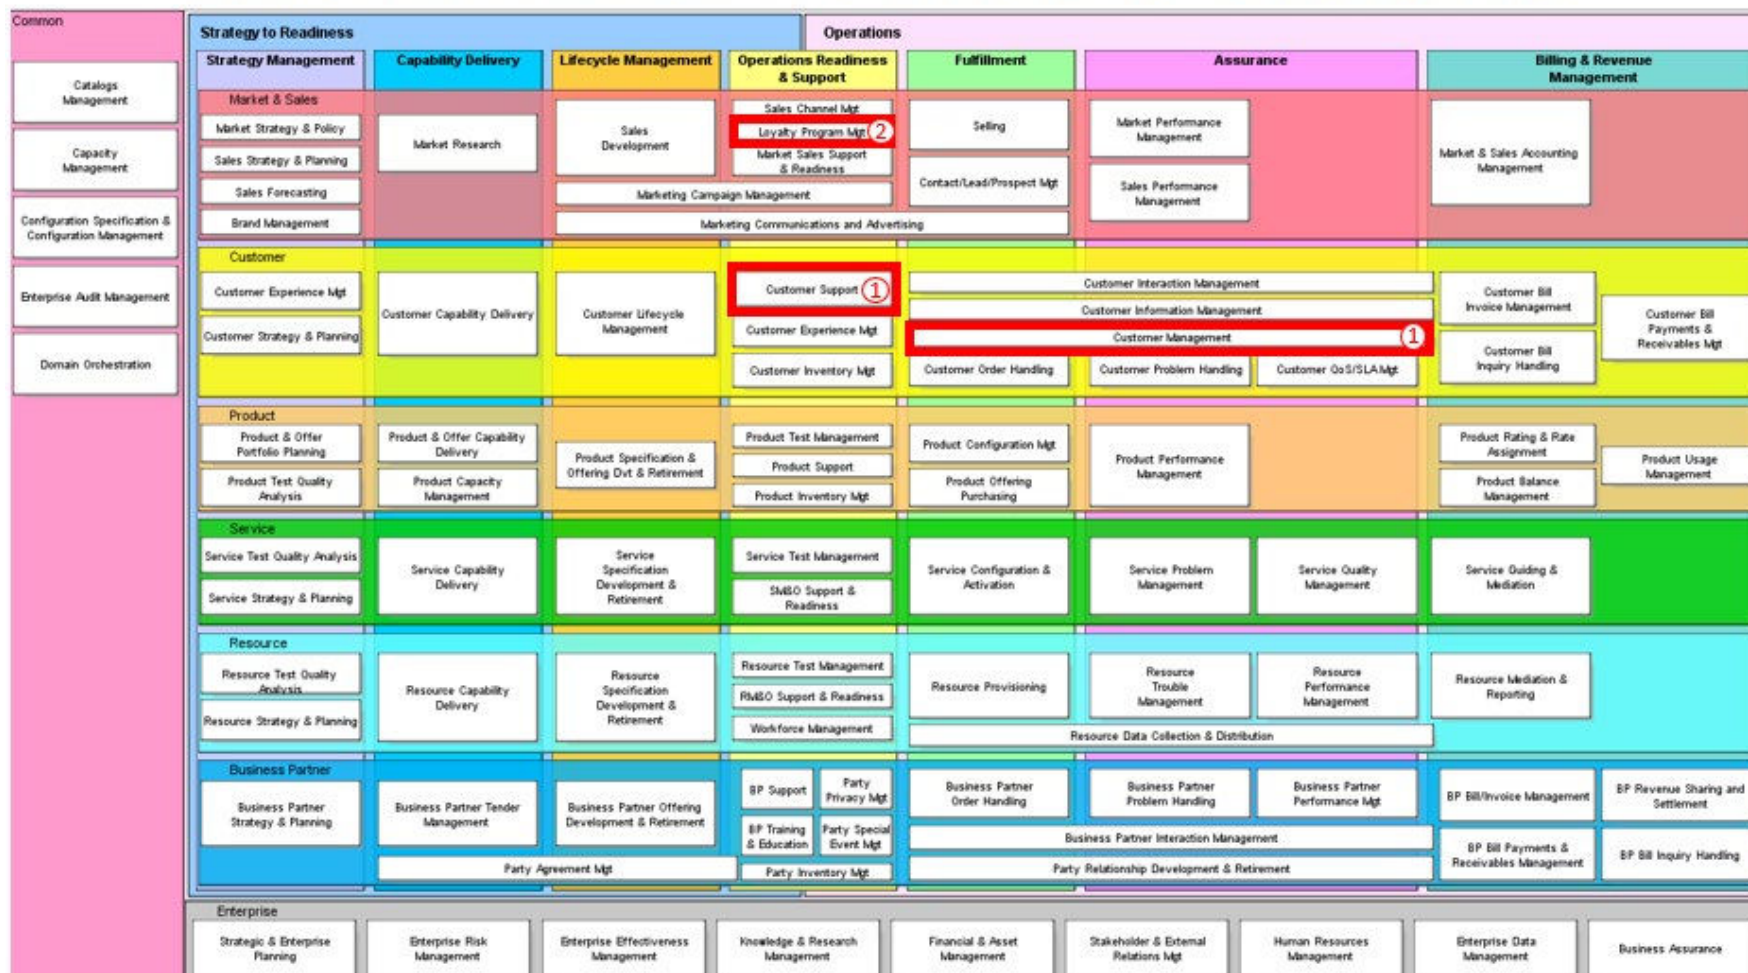 Common
Catalogs
Management
Capacity
Management
Configuration Specification &
Configuration Management
Enterprise Audit Management
Domain Orchestration
Strategy to Readiness
Operations
Strategy Management
Capability Delivery
Lifecycle Management
Operations Readiness
& Support
Fulfillment
Assurance
Billing & Revenue
Management
Market & Sales
Market Strategy & Policy
Sales Strategy & Planning
Sales Forecasting
Brand Management
Market Research
Sales
Development
Sales Channel Mgt
Loyalty Program Mgt 2
Market Sales Support
& Readiness
Marketing Campaign Management
Marketing Communications and Advertising
Selling
Contact/Lead/Prospect Mgt
Market Performance
Management
Sales Performance
Management
Market & Sales Accounting
Management
Customer
Customer Experience Mgt
Customer Strategy & Planning
Customer Capability Delivery
Customer Lifecycle
Management
Customer Support 1
Customer Experience Mgt
Customer Inventory Mgt
Customer Interaction Management
Customer Information Management
Customer Management 1
Customer Order Handling
Customer Problem Handling
Customer QoS/SLA Mgt
Customer Bill
Invoice Management
Customer Bill
Inquiry Handling
Customer Bill
Payments &
Receivables Mgt
Product
Product & Offer
Portfolio Planning
Product Test Quality
Analysis
Product & Offer Capability
Delivery
Product Capacity
Management
Product Specification &
Offering Dvt & Retirement
Product Test Management
Product Support
Product Inventory Mgt
Product Configuration Mgt
Product Offering
Purchasing
Product Performance
Management
Product Rating & Rate
Assignment
Product Balance
Management
Product Usage
Management
Service
Service Test Quality Analysis
Service Strategy & Planning
Service Capability
Delivery
Service
Specification
Development &
Retirement
Service Test Management
SM&O Support &
Readiness
Service Configuration &
Activation
Service Problem
Management
Service Quality
Management
Service Guiding &
Mediation
Resource
Resource Test Quality
Analysis
Resource Strategy & Planning
Resource Capability
Delivery
Resource
Specification
Development &
Retirement
Resource Test Management
RM&O Support & Readiness
Workforce Management
Resource Provisioning
Resource
Trouble
Management
Resource
Performance
Management
Resource Data Collection & Distribution
Resource Mediation &
Reporting
Business Partner
Business Partner
Strategy & Planning
Business Partner Tender
Management
Business Partner Offering
Development & Retirement
Party Agreement Mgt
BP Support
Party
Privacy Mgt
BP Training
& Education
Party Special
Event Mgt
Party Inventory Mgt
Business Partner
Order Handling
Business Partner
Problem Handling
Business Partner
Performance Mgt
Business Partner Interaction Management
Party Relationship Development & Retirement
BP Bill/Invoice Management
BP Revenue Sharing and
Settlement
BP Bill Payments &
Receivables Management
BP Bill Inquiry Handling
Enterprise
Strategic & Enterprise
Planning
Enterprise Risk
Management
Enterprise Effectiveness
Management
Knowledge & Research
Management
Financial & Asset
Management
Stakeholder & External
Relations Mgt
Human Resources
Management
Enterprise Data
Management
Business Assurance